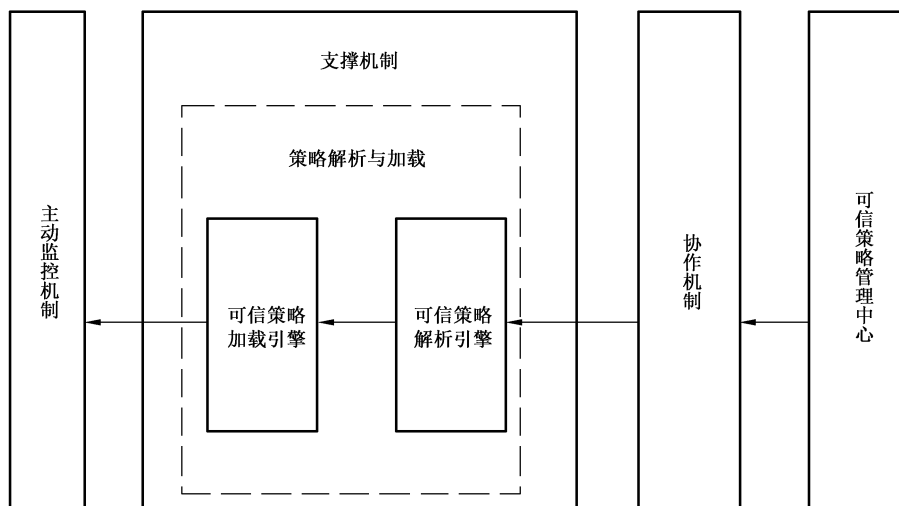 支撑机制
策略解析与加载
主动监控机制
可信策略
加载引擎
可信策略
解析引擎
协作机制
可信策略管理中心